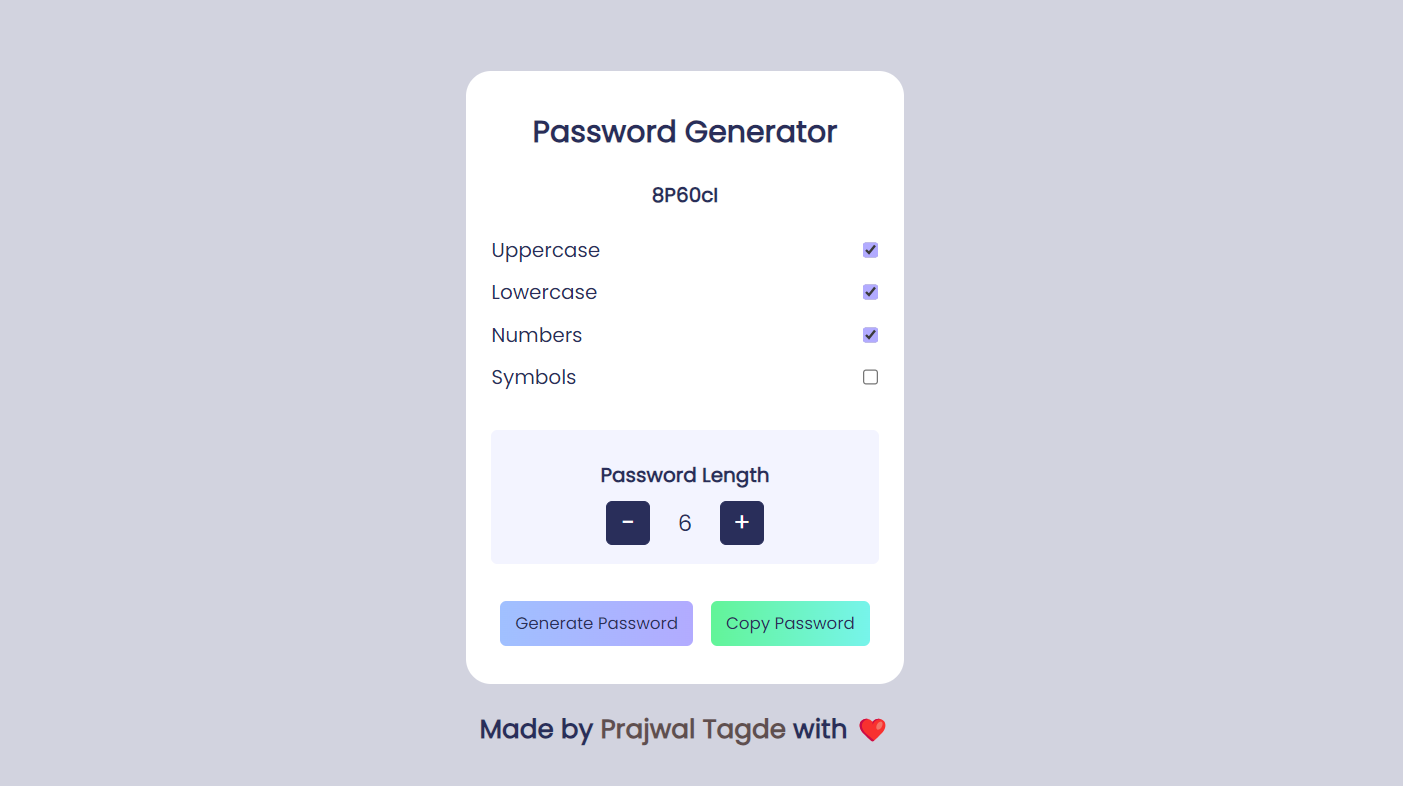 Password Generator
8P60cl
Uppercase
Lowercase
Numbers
Symbols
Password Length
- 6 +
Generate Password Copy Password
Made by Prajwal Tagde with ❤️